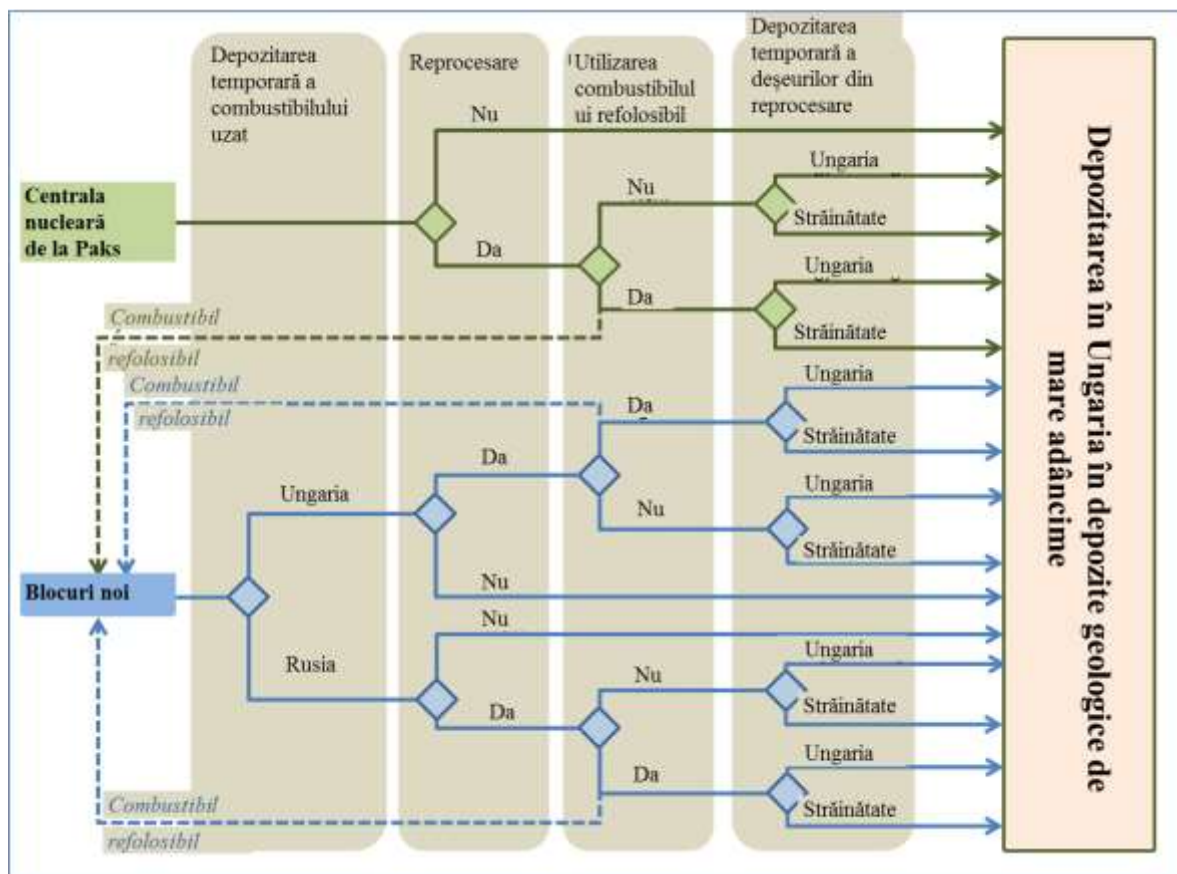 Depozitarea
temporară a
combustibilului
uzat
Reprocesare
Utilizarea
combustibilul
ui refolosibil
Depozitarea
temporară a
deșeurilor din
reprocesare
Nu
Ungaria
Centrala
nucleară
de la Paks
Nu
Străinătate
Da
Ungaria
Da
Combustibil
Străinătate
refolosibil
Combustibil
refolosibil
Ungaria
Da
Străinătate
Da
Ungaria
Ungaria
Nu
Străinătate
Blocuri noi
Nu
Nu
Rusia
Ungaria
Nu
Străinătate
Da
Ungaria
Da
Combustibil
Străinătate
refolosibil
Depozitarea în Ungaria în depozite geologice de
mare adâncime